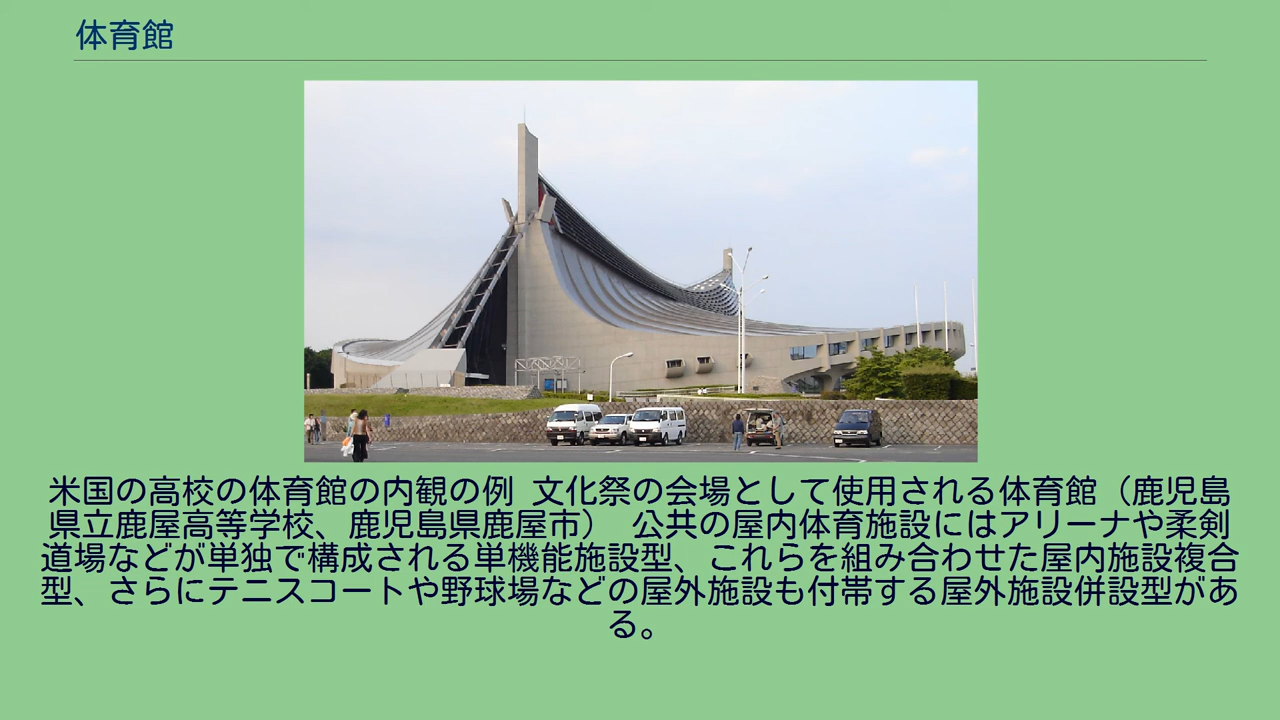 体育館
米国の高校の体育館の内観の例 文化祭の会場として使用される体育館（鹿児島
県立鹿屋高等学校、鹿児島県鹿屋市） 公共の屋内体育施設にはアリーナや柔剣
道場などが単独で構成される単機能施設型、これらを組み合わせた屋内施設複合
型、さらにテニスコートや野球場などの屋外施設も付帯する屋外施設併設型があ
る。